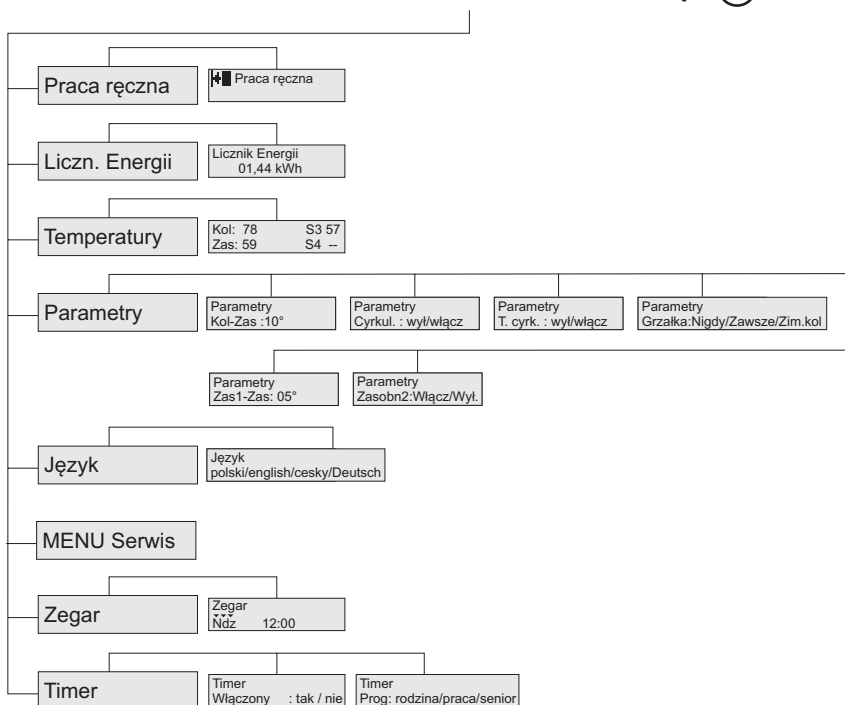 Praca ręczna
Praca ręczna
Liczn. Energii
Licznik Energii
01,44 kWh
Temperatury
Kol: 78 S3 57
Zas: 59 S4 --
Parametry
Parametry
Kol-Zas :10°
Parametry
Cyrkul. : wył/włącz
Parametry
T. cyrk. : wył/włącz
Parametry
Grzałka:Nigdy/Zawsze/Zim.kol
Parametry
Zas1-Zas: 05°
Parametry
Zasobn2:Włącz/Wył.
Język
Język
polski/english/cesky/Deutsch
MENU Serwis
Zegar
Zegar
Ndz 12:00
Timer
Timer
Włączony : tak / nie
Timer
Prog: rodzina/praca/senior